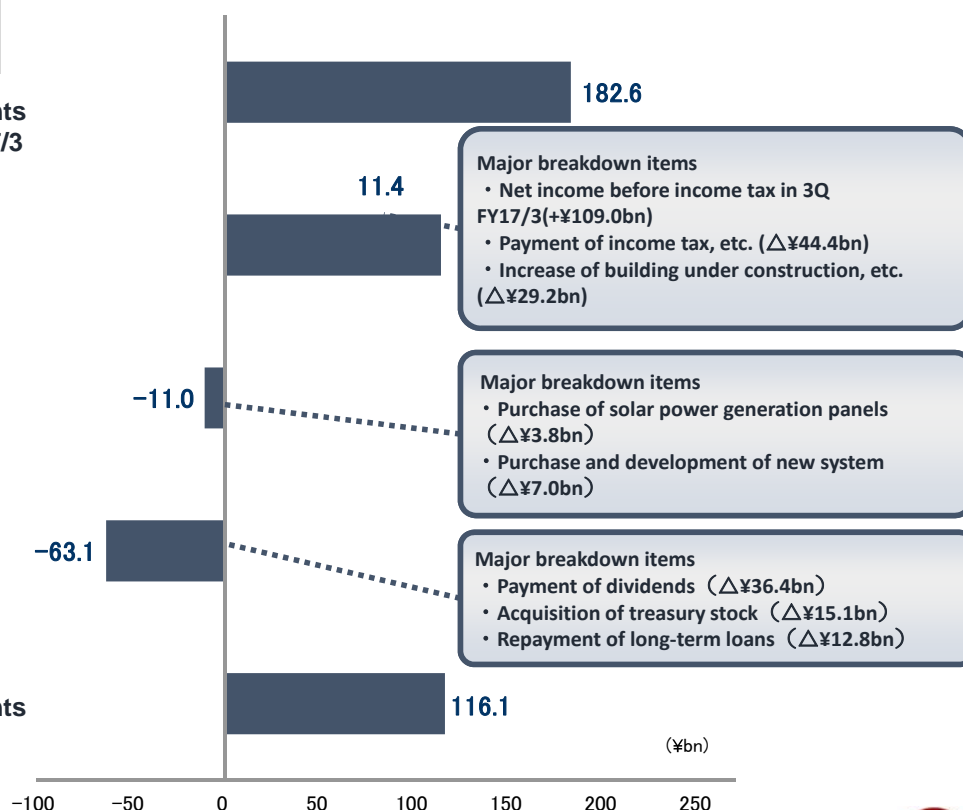 182.6
nts
/3
11.4
Major breakdown items
・Net income before income tax in 3Q
FY17/3(+¥109.0bn)
・Payment of income tax, etc. (△¥44.4bn)
・Increase of building under construction, etc.
(△¥29.2bn)
−11.0
Major breakdown items
・Purchase of solar power generation panels
（△¥3.8bn）
・Purchase and development of new system
（△¥7.0bn）
−63.1
Major breakdown items
・Payment of dividends（△¥36.4bn）
・Acquisition of treasury stock（△¥15.1bn）
・Repayment of long-term loans（△¥12.8bn）
nts
116.1
（¥bn）
−100 −50 0 50 100 150 200 250